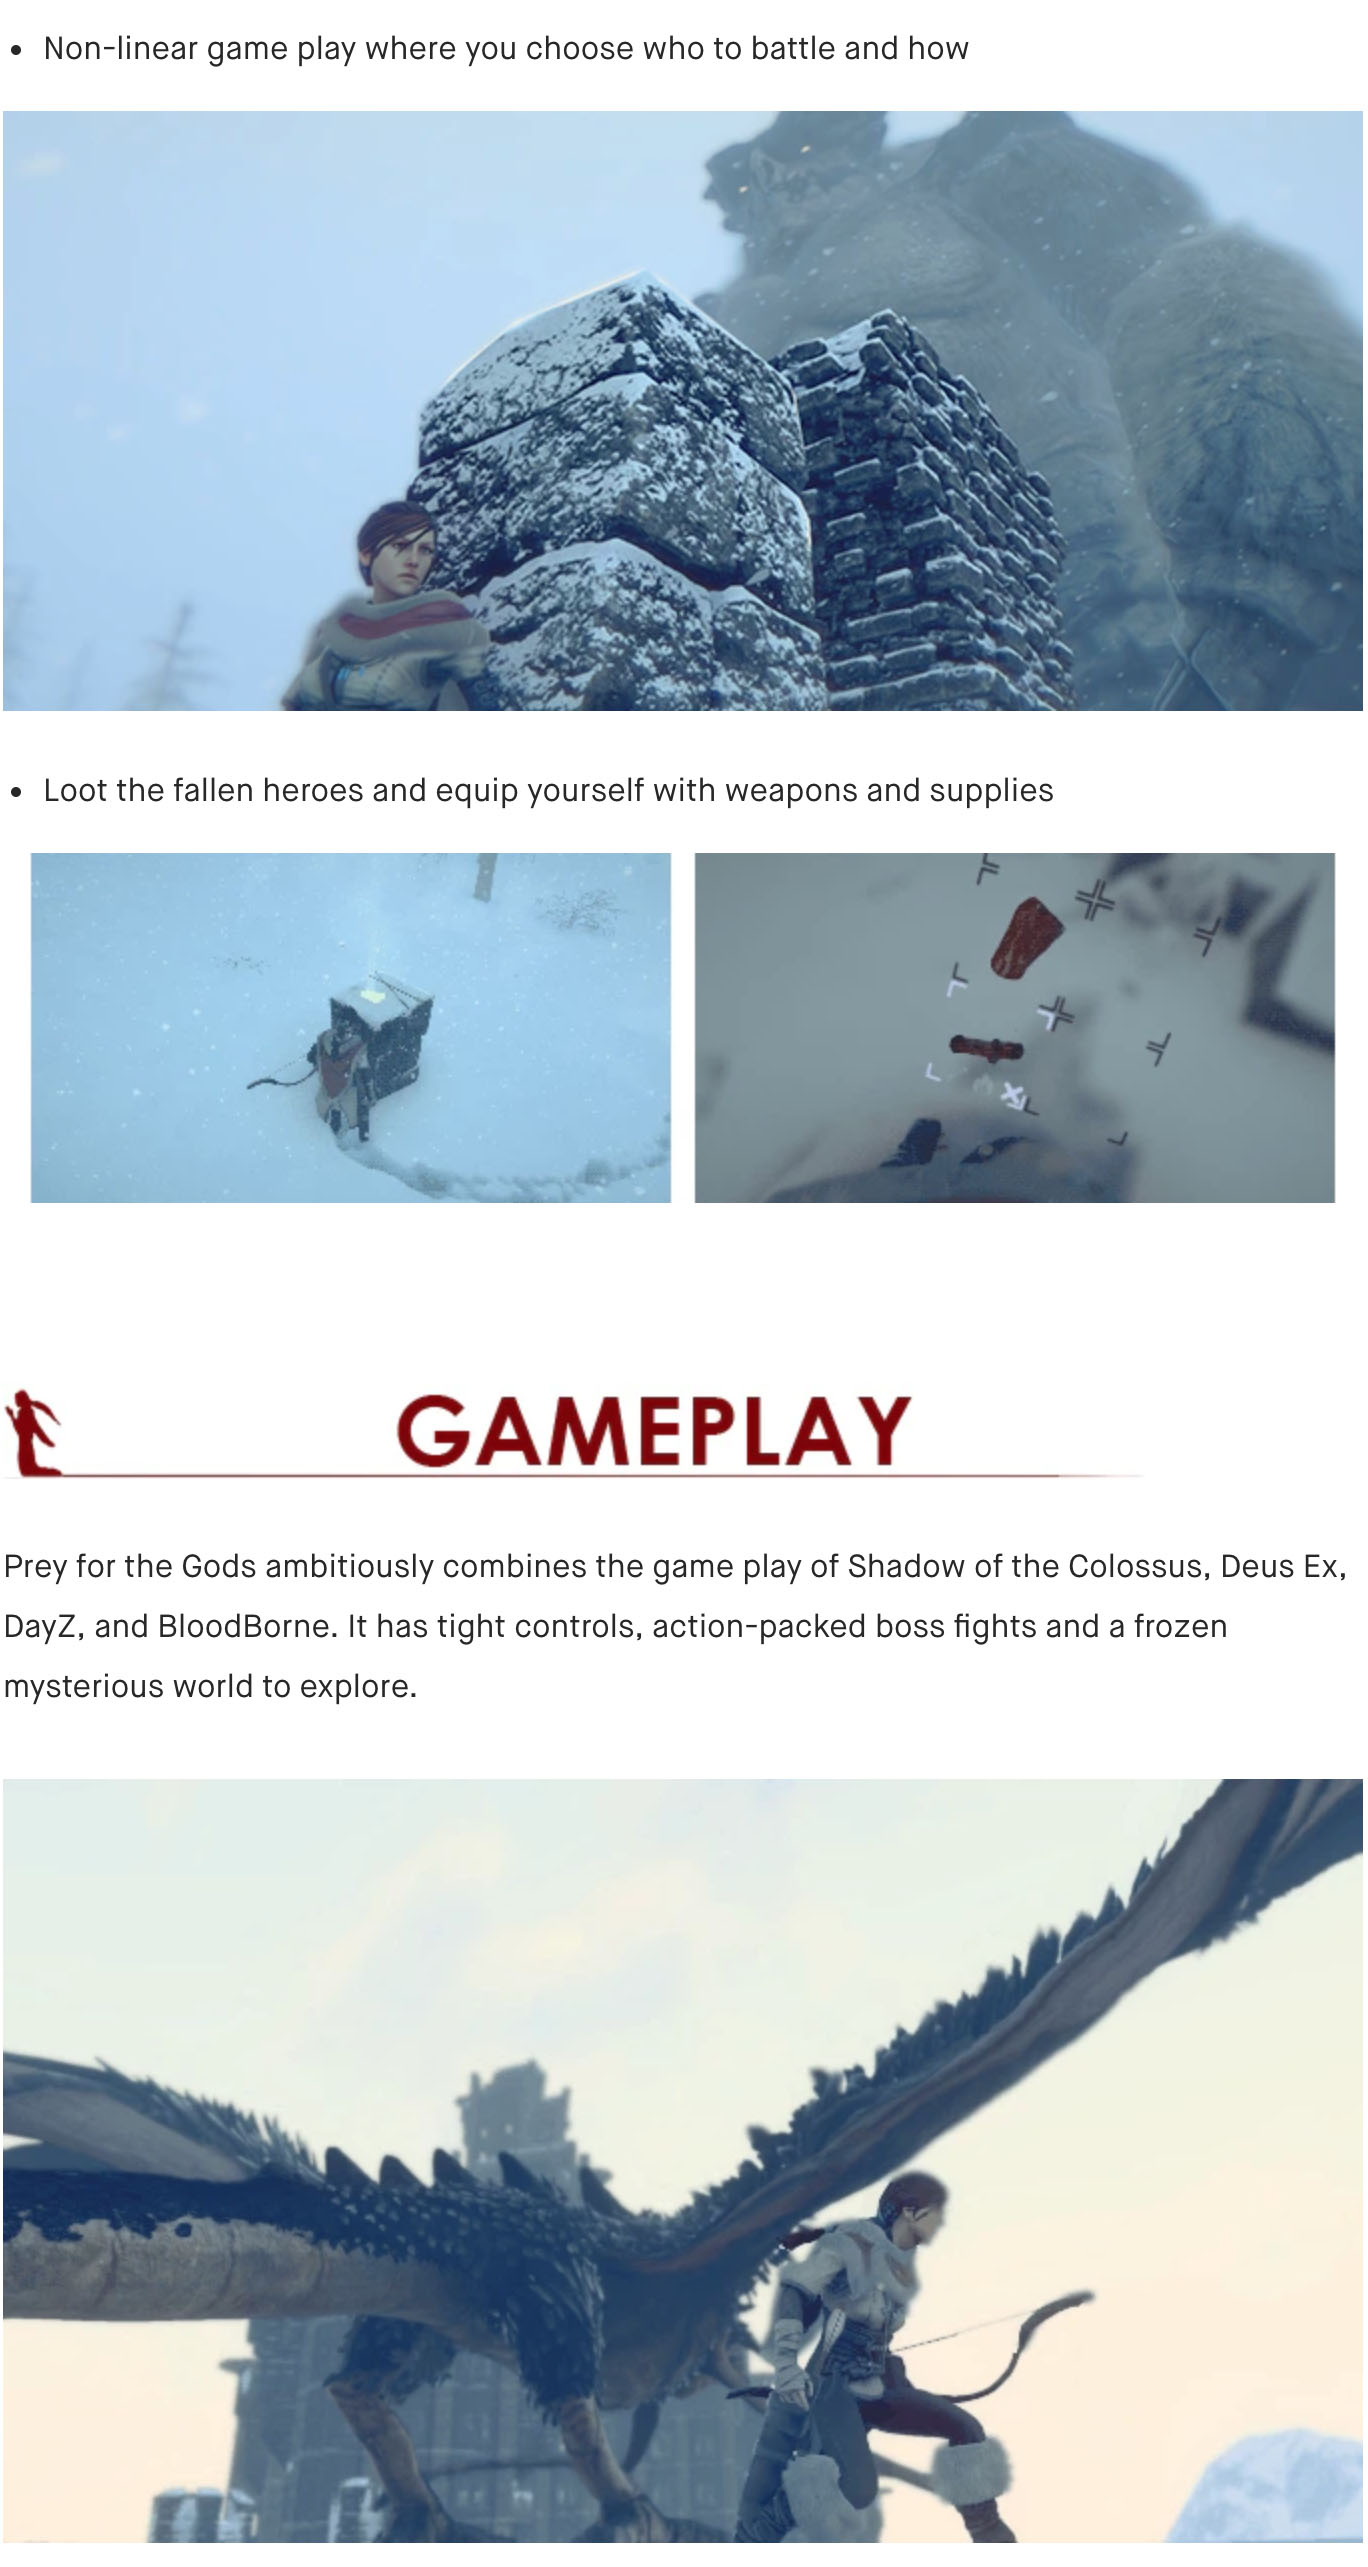 • Non-linear game play where you choose who to battle and how
• Loot the fallen heroes and equip yourself with weapons and supplies
GAMEPLAY
Prey for the Gods ambitiously combines the game play of Shadow of the Colossus, Deus Ex,
DayZ, and BloodBorne. It has tight controls, action-packed boss fights and a frozen
mysterious world to explore.